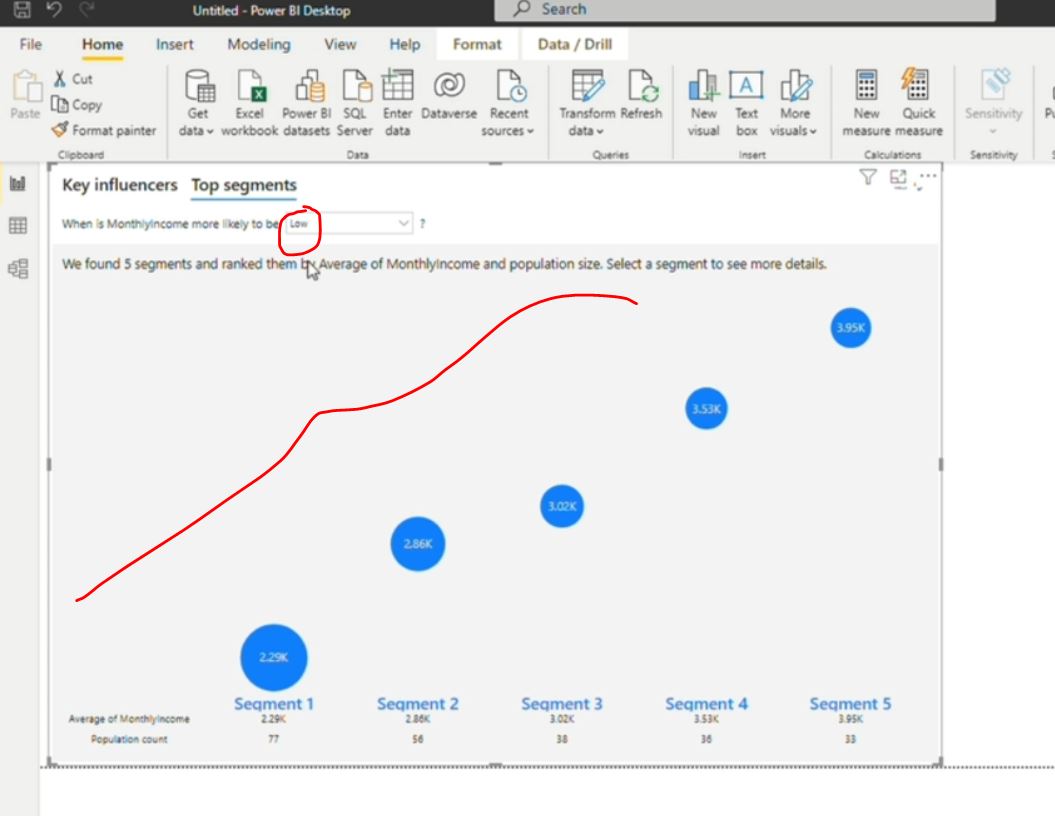 Untitled - Power BI Desktop
Search
File Home Insert Modeling View Help Format Data / Drill
Paste
Cut
Copy
Format painter
Clipboard
Get data
Excel workbook
Power BI datasets
SQL Server
Enter data
Dataverse
Recent sources
Data
Transform data
Refresh
Queries
New visual
Text box
More visuals
Insert
New measure
Quick measure
Calculations
Sensitivity
Sensitivity
Key influencers Top segments
When is MonthlyIncome more likely to be Low ?
We found 5 segments and ranked them by Average of MonthlyIncome and population size. Select a segment to see more details.
3.95K
3.53K
3.02K
2.86K
2.29K
Segment 1 Segment 2 Segment 3 Segment 4 Segment 5
Average of MonthlyIncome 2.29K 2.86K 3.02K 3.53K 3.95K
Population count 77 56 38 36 33